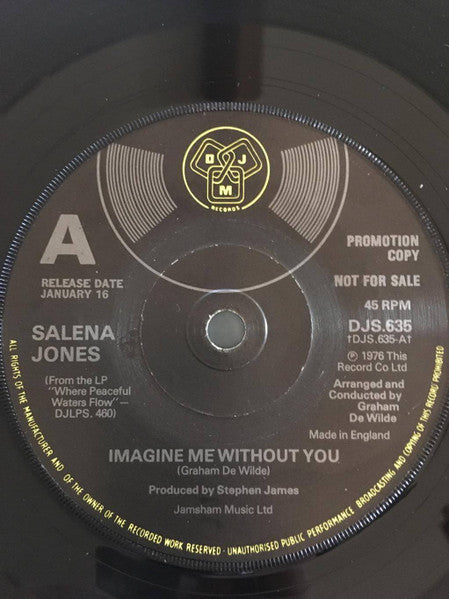 D J M
RECORDS
A
RELEASE DATE
JANUARY 16
PROMOTION
COPY
NOT FOR SALE
45 RPM
SALENA
JONES
DJS.635
†DJS.635-A†
(From the LP
"Where Peaceful
Waters Flow"—
DJLPS. 460)
℗ 1976 This
Record Co Ltd
Arranged and
Conducted by
Graham
De Wilde
Made in England
IMAGINE ME WITHOUT YOU
(Graham De Wilde)
Produced by Stephen James
Jamsham Music Ltd
ALL RIGHTS OF THE MANUFACTURER AND OF THE OWNER OF THE RECORDED WORK RESERVED · UNAUTHORISED PUBLIC PERFORMANCE BROADCASTING AND COPYING OF THIS RECORD PROHIBITED